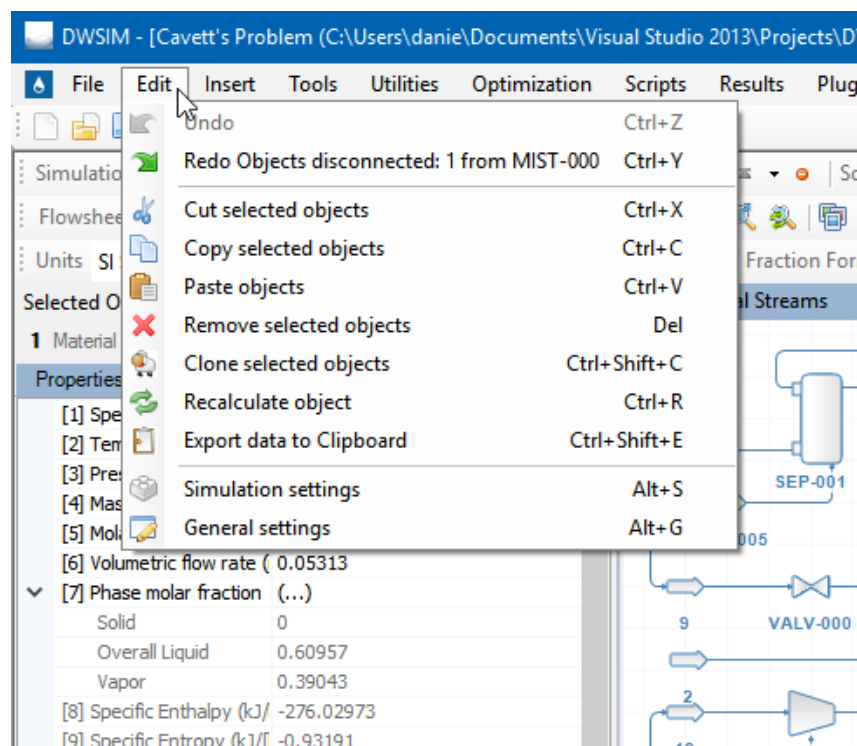 DWSIM - [Cavett's Problem (C:\Users\danie\Documents\Visual Studio 2013\Projects\D
File Edit Insert Tools Utilities Optimization Scripts Results Plug
Undo Ctrl+Z
Redo Objects disconnected: 1 from MIST-000 Ctrl+Y
Cut selected objects Ctrl+X
Copy selected objects Ctrl+C
Paste objects Ctrl+V
Remove selected objects Del
Clone selected objects Ctrl+Shift+C
Recalculate object Ctrl+R
Export data to Clipboard Ctrl+Shift+E
Simulation settings Alt+S
General settings Alt+G
Simulatio
Flowshee
Units SI
Fraction For
Selected O
al Streams
1 Material
Properties
[1] Spe
[2] Tem
[3] Pres
[4] Mas
[5] Mola
[6] Volumetric flow rate ( 0.05313
[7] Phase molar fraction (...)
Solid 0
Overall Liquid 0.60957
Vapor 0.39043
[8] Specific Enthalpy (kJ/ -276.02973
[9] Specific Entropy (kJ/[ -0.93191
SEP-001
005
9 VALV-000
2
10